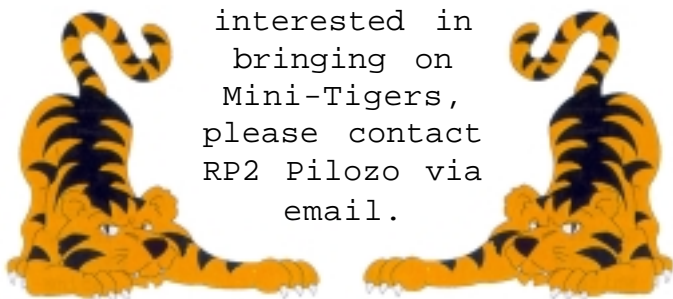 interested in
bringing on
Mini-Tigers,
please contact
RP2 Pilozo via
email.